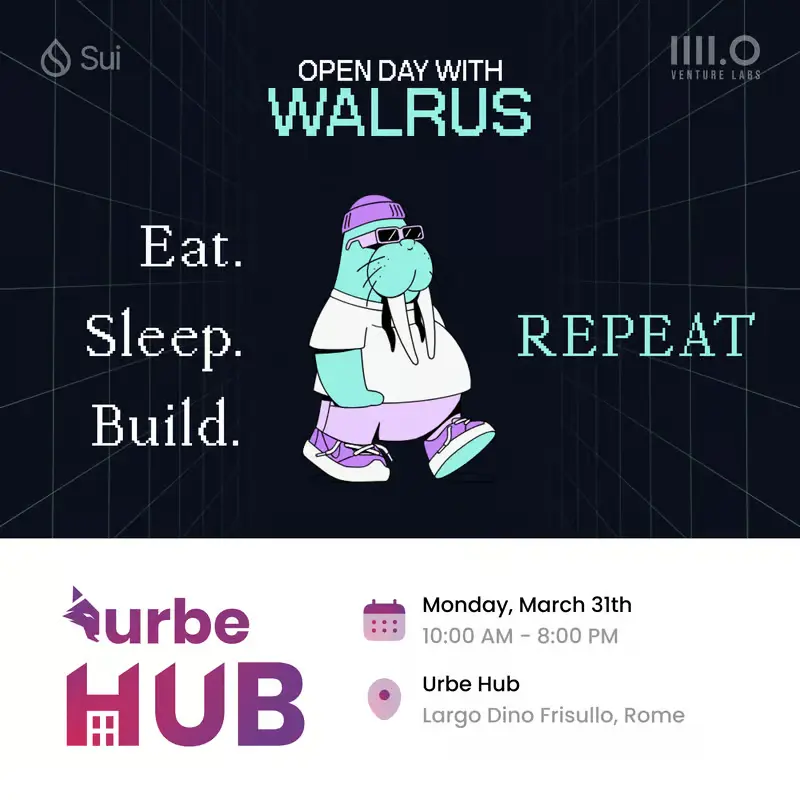 Sui
IIII.O
VENTURE LABS
OPEN DAY WITH
WALRUS
Eat.
Sleep.
Build.
REPEAT
urbe
HUB
Monday, March 31th
10:00 AM - 8:00 PM
Urbe Hub
Largo Dino Frisullo, Rome